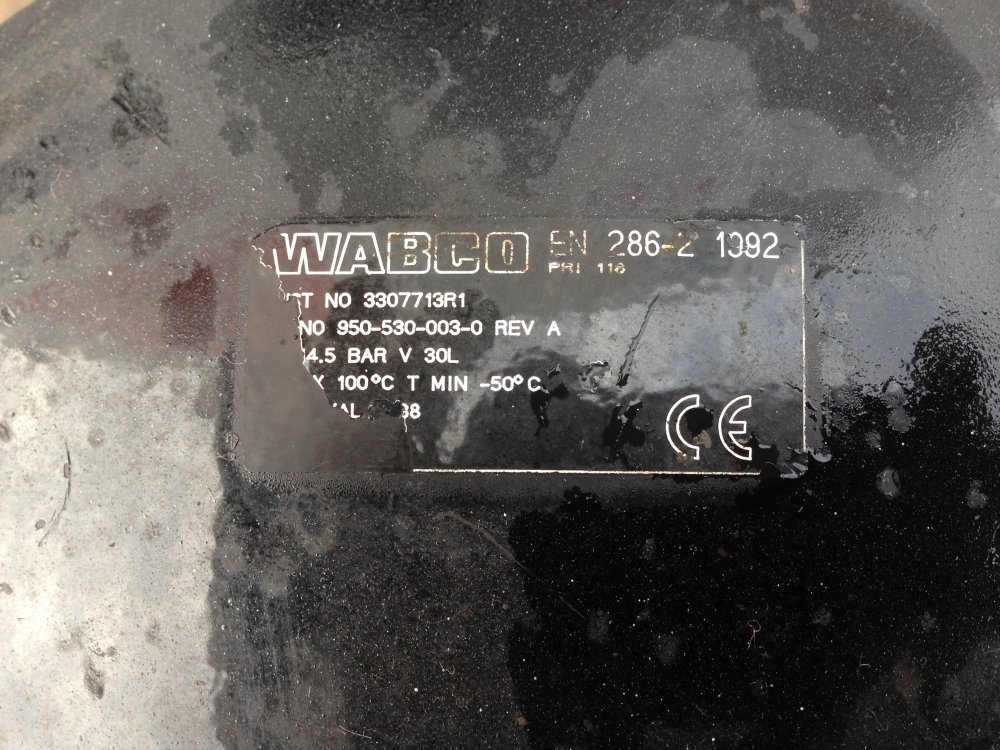 WABCO EN 286-2 1992
PRI 116
NO 3307713R1
NO 950-530-003-0 REV A
4.5 BAR V 30L
100°C T MIN -50°C
CE